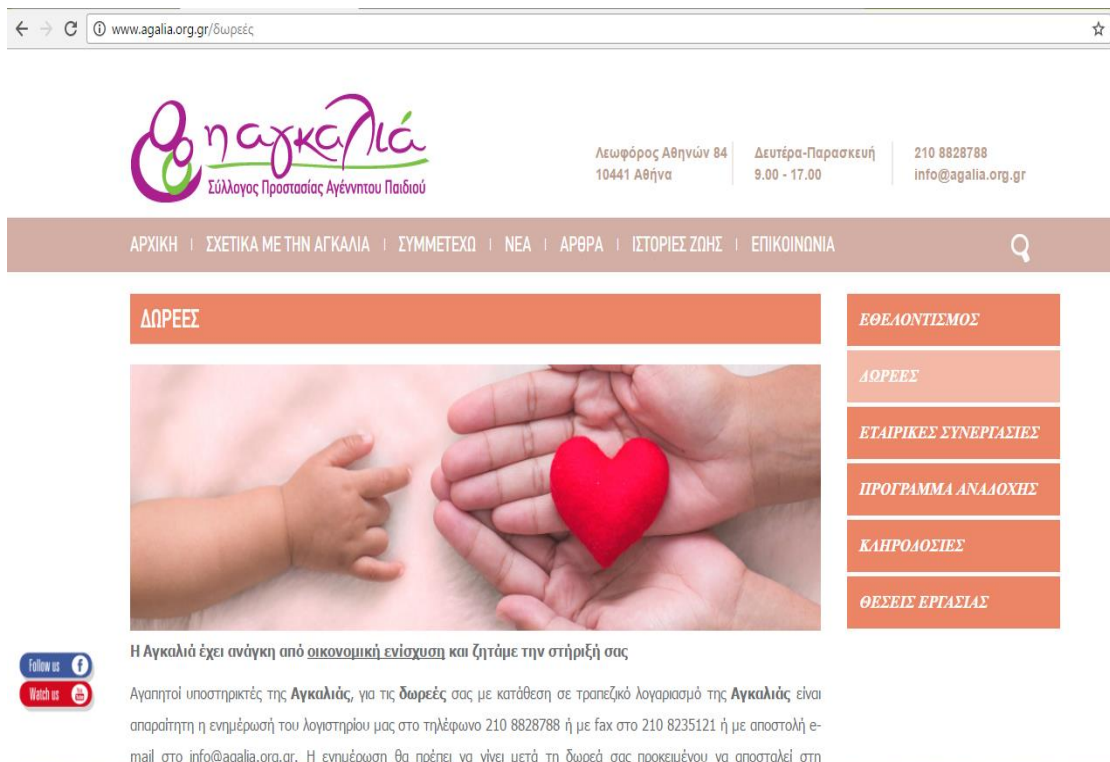 www.agalia.org.gr/δωρεές
η αγκαλιά
Σύλλογος Προστασίας Αγέννητου Παιδιού
Λεωφόρος Αθηνών 84
10441 Αθήνα
Δευτέρα-Παρασκευή
9.00 - 17.00
210 8828788
info@agalia.org.gr
ΑΡΧΙΚΗ | ΣΧΕΤΙΚΑ ΜΕ ΤΗΝ ΑΓΚΑΛΙΑ | ΣΥΜΜΕΤΕΧΩ | ΝΕΑ | ΑΡΘΡΑ | ΙΣΤΟΡΙΕΣ ΖΩΗΣ | ΕΠΙΚΟΙΝΩΝΙΑ
ΔΩΡΕΕΣ
ΕΘΕΛΟΝΤΙΣΜΟΣ
ΔΩΡΕΕΣ
ΕΤΑΙΡΙΚΕΣ ΣΥΝΕΡΓΑΣΙΕΣ
ΠΡΟΓΡΑΜΜΑ ΑΝΑΔΟΧΗΣ
ΚΛΗΡΟΔΟΣΙΕΣ
ΘΕΣΕΙΣ ΕΡΓΑΣΙΑΣ
Follow us f
Watch us
Η Αγκαλιά έχει ανάγκη από οικονομική ενίσχυση και ζητάμε την στήριξή σας
Αγαπητοί υποστηρικτές της Αγκαλιάς, για τις δωρεές σας με κατάθεση σε τραπεζικό λογαριασμό της Αγκαλιάς είναι
απαραίτητη η ενημέρωσή του λογιστηρίου μας στο τηλέφωνο 210 8828788 ή με fax στο 210 8235121 ή με αποστολή e-
mail στο info@agalia.org.gr. Η ενημέρωση θα πρέπει να γίνει μετά τη δωρεά σας προκειμένου να αποσταλεί στη